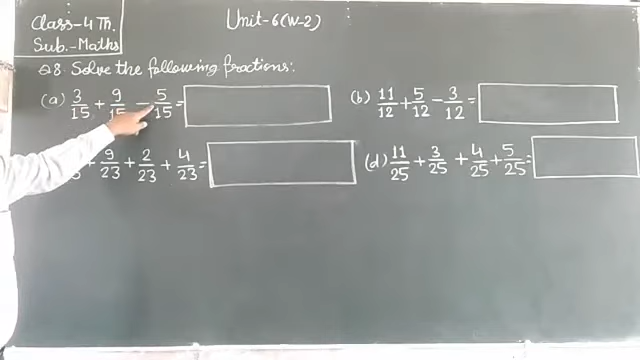 Class-4 Th.
Sub.-Maths
Unit-6(W-2)
Q8. Solve the following fractions:
(a) 3/15 + 9/15 - 5/15 =
(b) 11/12 + 5/12 - 3/12 =
+ 9/23 + 2/23 + 4/23 =
(d) 11/25 + 3/25 + 4/25 + 5/25 =